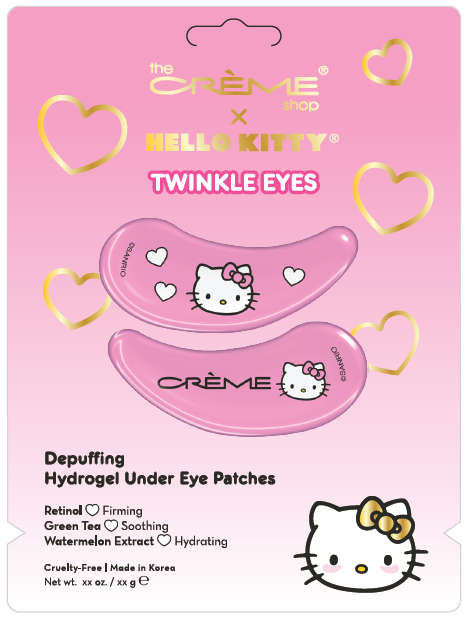 the
CRÈME®
shop
×
HELLO KITTY®
TWINKLE EYES
©SANRIO
CRÈME
©SANRIO
Depuffing
Hydrogel Under Eye Patches
Retinol ♡ Firming
Green Tea ♡ Soothing
Watermelon Extract ♡ Hydrating
Cruelty-Free | Made in Korea
Net wt. xx oz. / xx g ℮